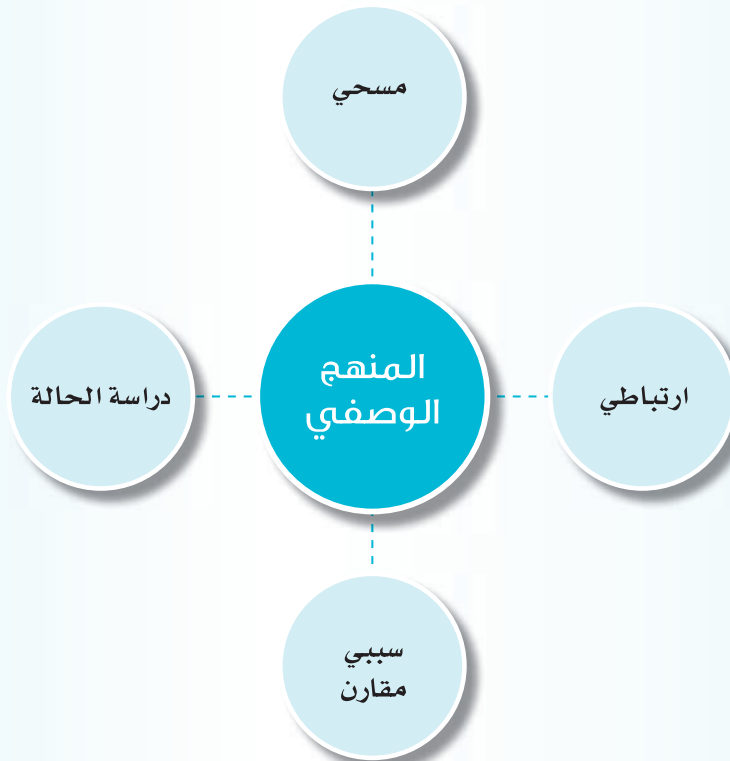 مسحي
ارتباطي
المنهج
الوصفي
دراسة الحالة
سببي
مقارن